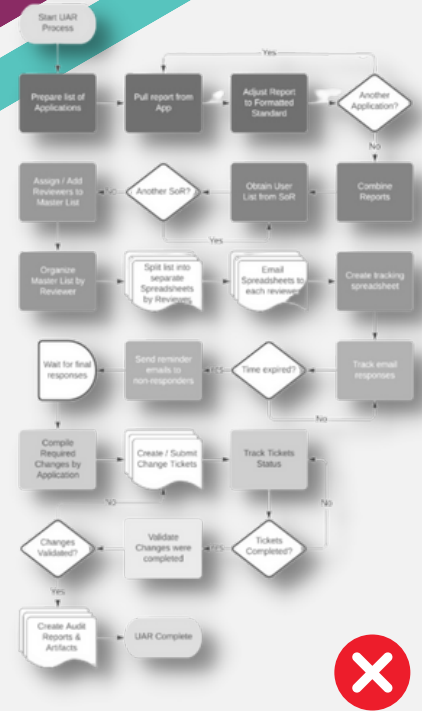 Start UAR
Process
Yes
Prepare list of
Applications
Pull report from
App
Adjust Report
to Formatted
Standard
Another
Application?
No
Assign / Add
Reviewers to
Master List
No
Another SoR?
Obtain User
List from SoR
Combine
Reports
Yes
Organize
Master List by
Reviewer
Split list into
separate
Spreadsheets
by Reviewer
Email
Spreadsheets to
each reviewer
Create tracking
spreadsheet
Wait for final
responses
Send reminder
emails to
non-responders
Yes
Time expired?
Track email
responses
No
Compile
Required
Changes by
Application
Create / Submit
Change Tickets
Track Tickets
Status
No
No
Changes
Validated?
Validate
Changes were
completed
Yes
Tickets
Completed?
Yes
Create Audit
Reports &
Artifacts
UAR Complete